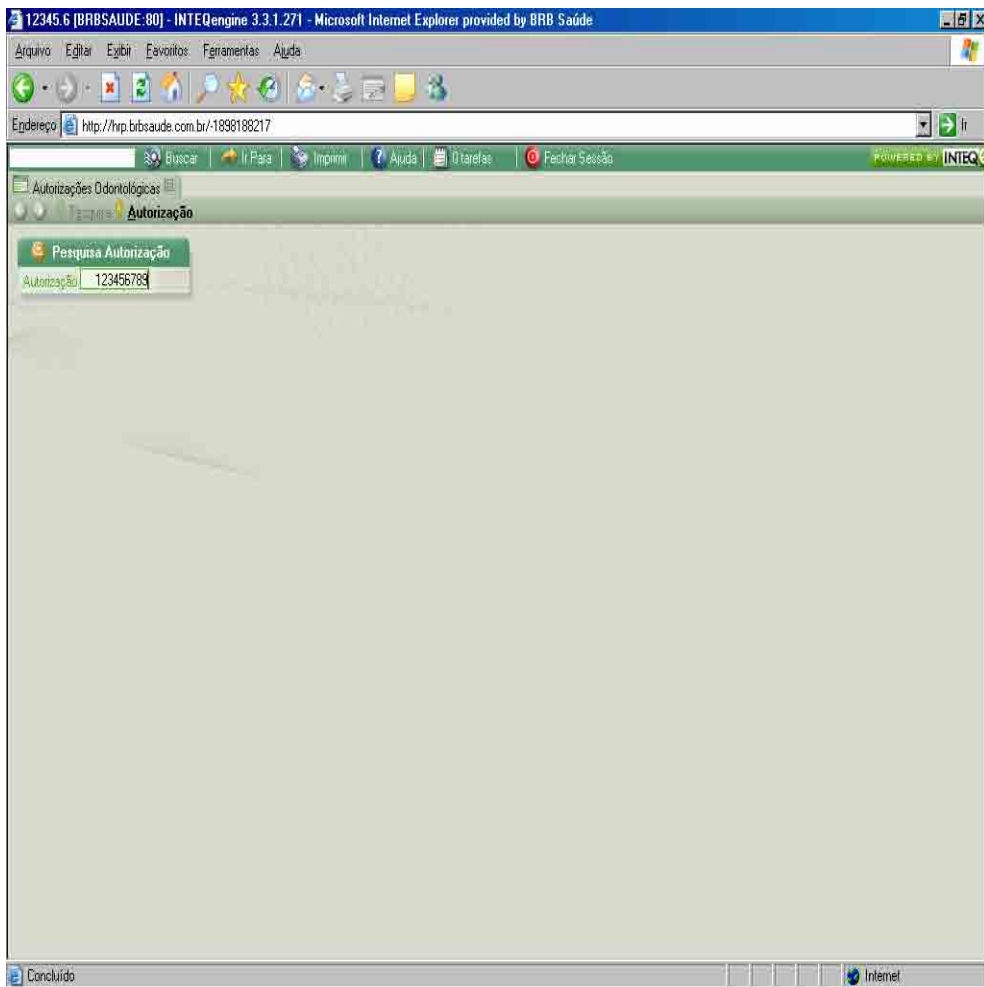 12345.6 [BRBSAUDE:80] - INTEQengine 3.3.1.271 - Microsoft Internet Explorer provided by BRB Saúde
Arquivo Editar Exibir Favoritos Ferramentas Ajuda
Endereço http://hrp.brbsaude.com.br/-1898188217 Ir
Buscar Ir Para Imprimir Ajuda 0 tarefas Fechar Sessão POWERED BY INTEQ
Autorizações Odontológicas
Autorização
Pesquisa Autorização
Autorização 123456789
Concluído Internet